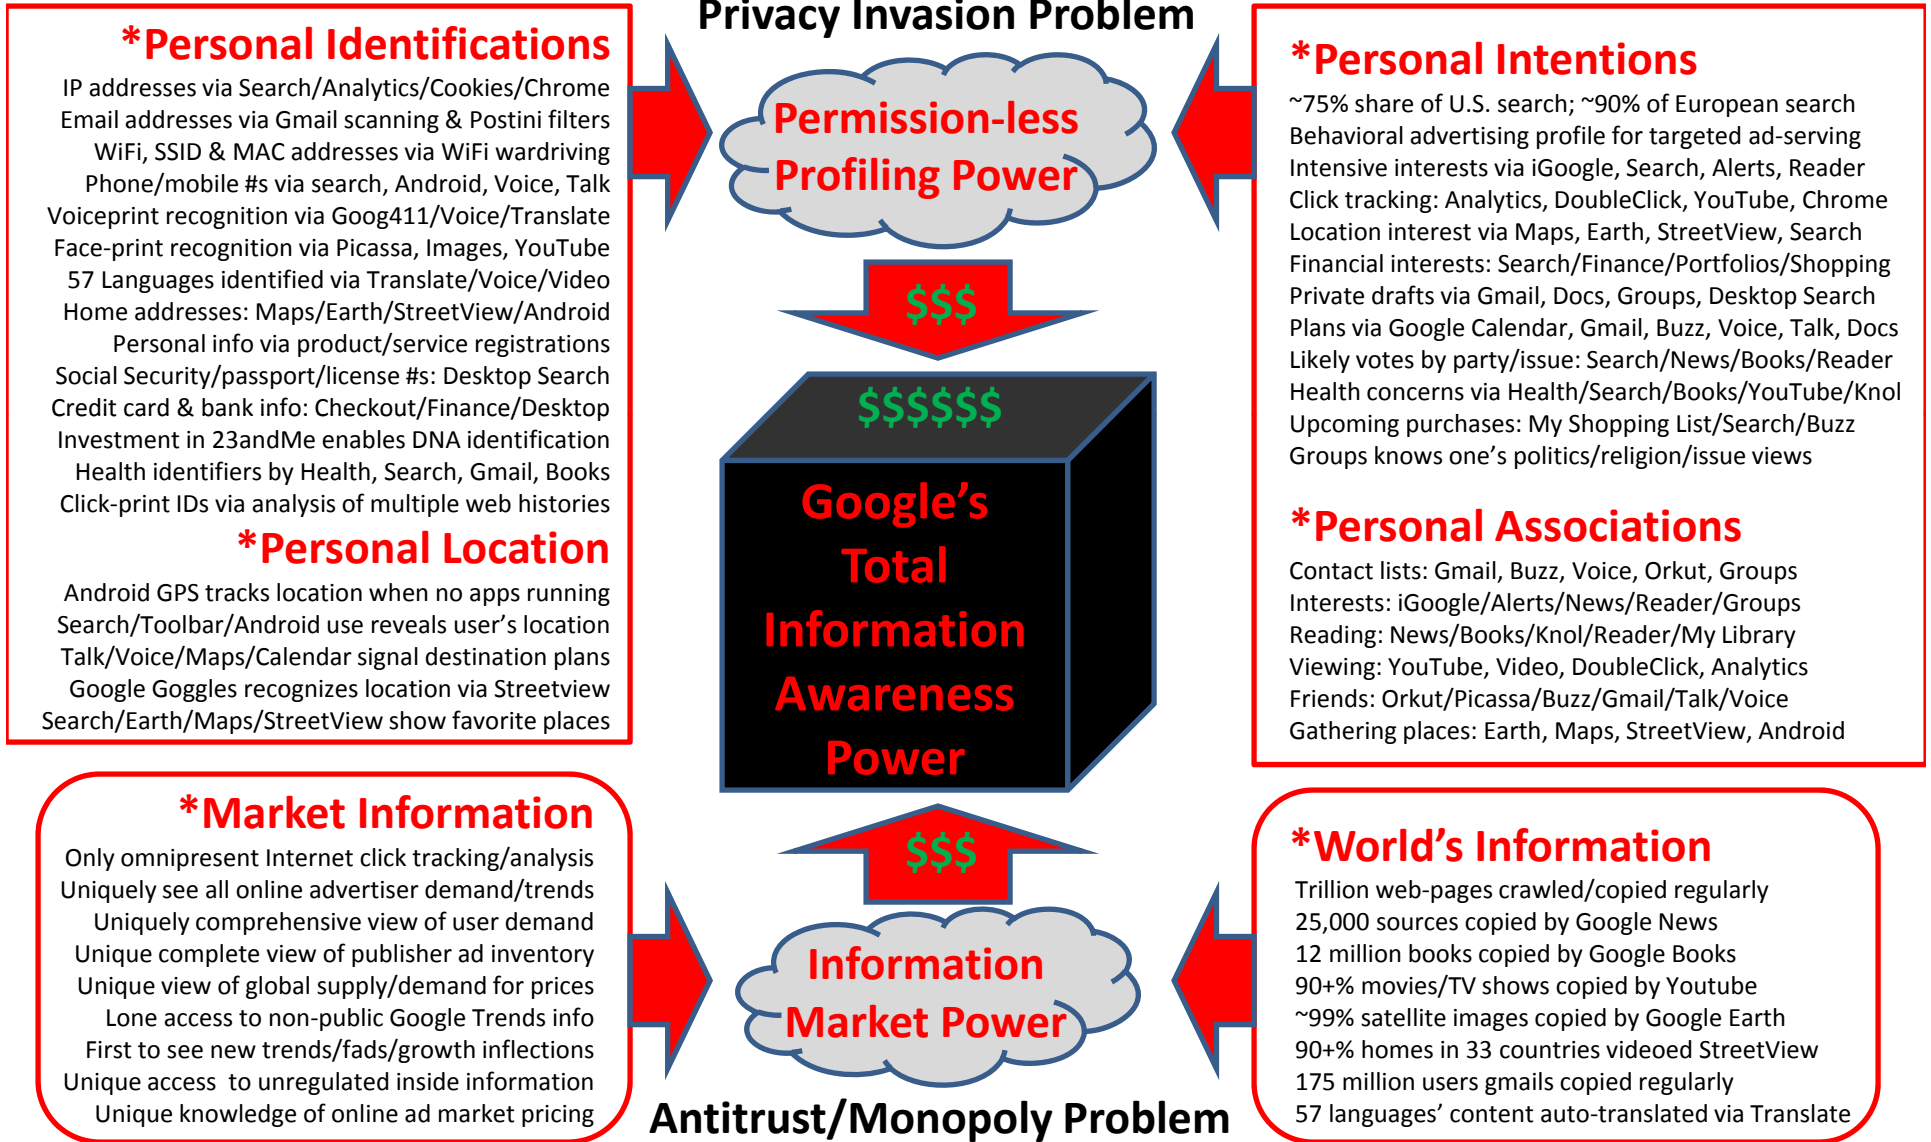 Privacy Invasion Problem
*Personal Identifications
IP addresses via Search/Analytics/Cookies/Chrome
Email addresses via Gmail scanning & Postini filters
WiFi, SSID & MAC addresses via WiFi wardriving
Phone/mobile #s via search, Android, Voice, Talk
Voiceprint recognition via Goog411/Voice/Translate
Face-print recognition via Picassa, Images, YouTube
57 Languages identified via Translate/Voice/Video
Home addresses: Maps/Earth/StreetView/Android
Personal info via product/service registrations
Social Security/passport/license #s: Desktop Search
Credit card & bank info: Checkout/Finance/Desktop
Investment in 23andMe enables DNA identification
Health identifiers by Health, Search, Gmail, Books
Click-print IDs via analysis of multiple web histories
*Personal Location
Android GPS tracks location when no apps running
Search/Toolbar/Android use reveals user's location
Talk/Voice/Maps/Calendar signal destination plans
Google Goggles recognizes location via Streetview
Search/Earth/Maps/StreetView show favorite places
Permission-less
Profiling Power
$$$
$$$$$$
Google's
Total
Information
Awareness
Power
*Personal Intentions
~75% share of U.S. search; ~90% of European search
Behavioral advertising profile for targeted ad-serving
Intensive interests via iGoogle, Search, Alerts, Reader
Click tracking: Analytics, DoubleClick, YouTube, Chrome
Location interest via Maps, Earth, StreetView, Search
Financial interests: Search/Finance/Portfolios/Shopping
Private drafts via Gmail, Docs, Groups, Desktop Search
Plans via Google Calendar, Gmail, Buzz, Voice, Talk, Docs
Likely votes by party/issue: Search/News/Books/Reader
Health concerns via Health/Search/Books/YouTube/Knol
Upcoming purchases: My Shopping List/Search/Buzz
Groups knows one's politics/religion/issue views
*Personal Associations
Contact lists: Gmail, Buzz, Voice, Orkut, Groups
Interests: iGoogle/Alerts/News/Reader/Groups
Reading: News/Books/Knol/Reader/My Library
Viewing: YouTube, Video, DoubleClick, Analytics
Friends: Orkut/Picassa/Buzz/Gmail/Talk/Voice
Gathering places: Earth, Maps, StreetView, Android
*Market Information
Only omnipresent Internet click tracking/analysis
Uniquely see all online advertiser demand/trends
Uniquely comprehensive view of user demand
Unique complete view of publisher ad inventory
Unique view of global supply/demand for prices
Lone access to non-public Google Trends info
First to see new trends/fads/growth inflections
Unique access to unregulated inside information
Unique knowledge of online ad market pricing
$$$
Information
Market Power
*World's Information
Trillion web-pages crawled/copied regularly
25,000 sources copied by Google News
12 million books copied by Google Books
90+% movies/TV shows copied by Youtube
~99% satellite images copied by Google Earth
90+% homes in 33 countries videoed StreetView
175 million users gmails copied regularly
57 languages' content auto-translated via Translate
Antitrust/Monopoly Problem